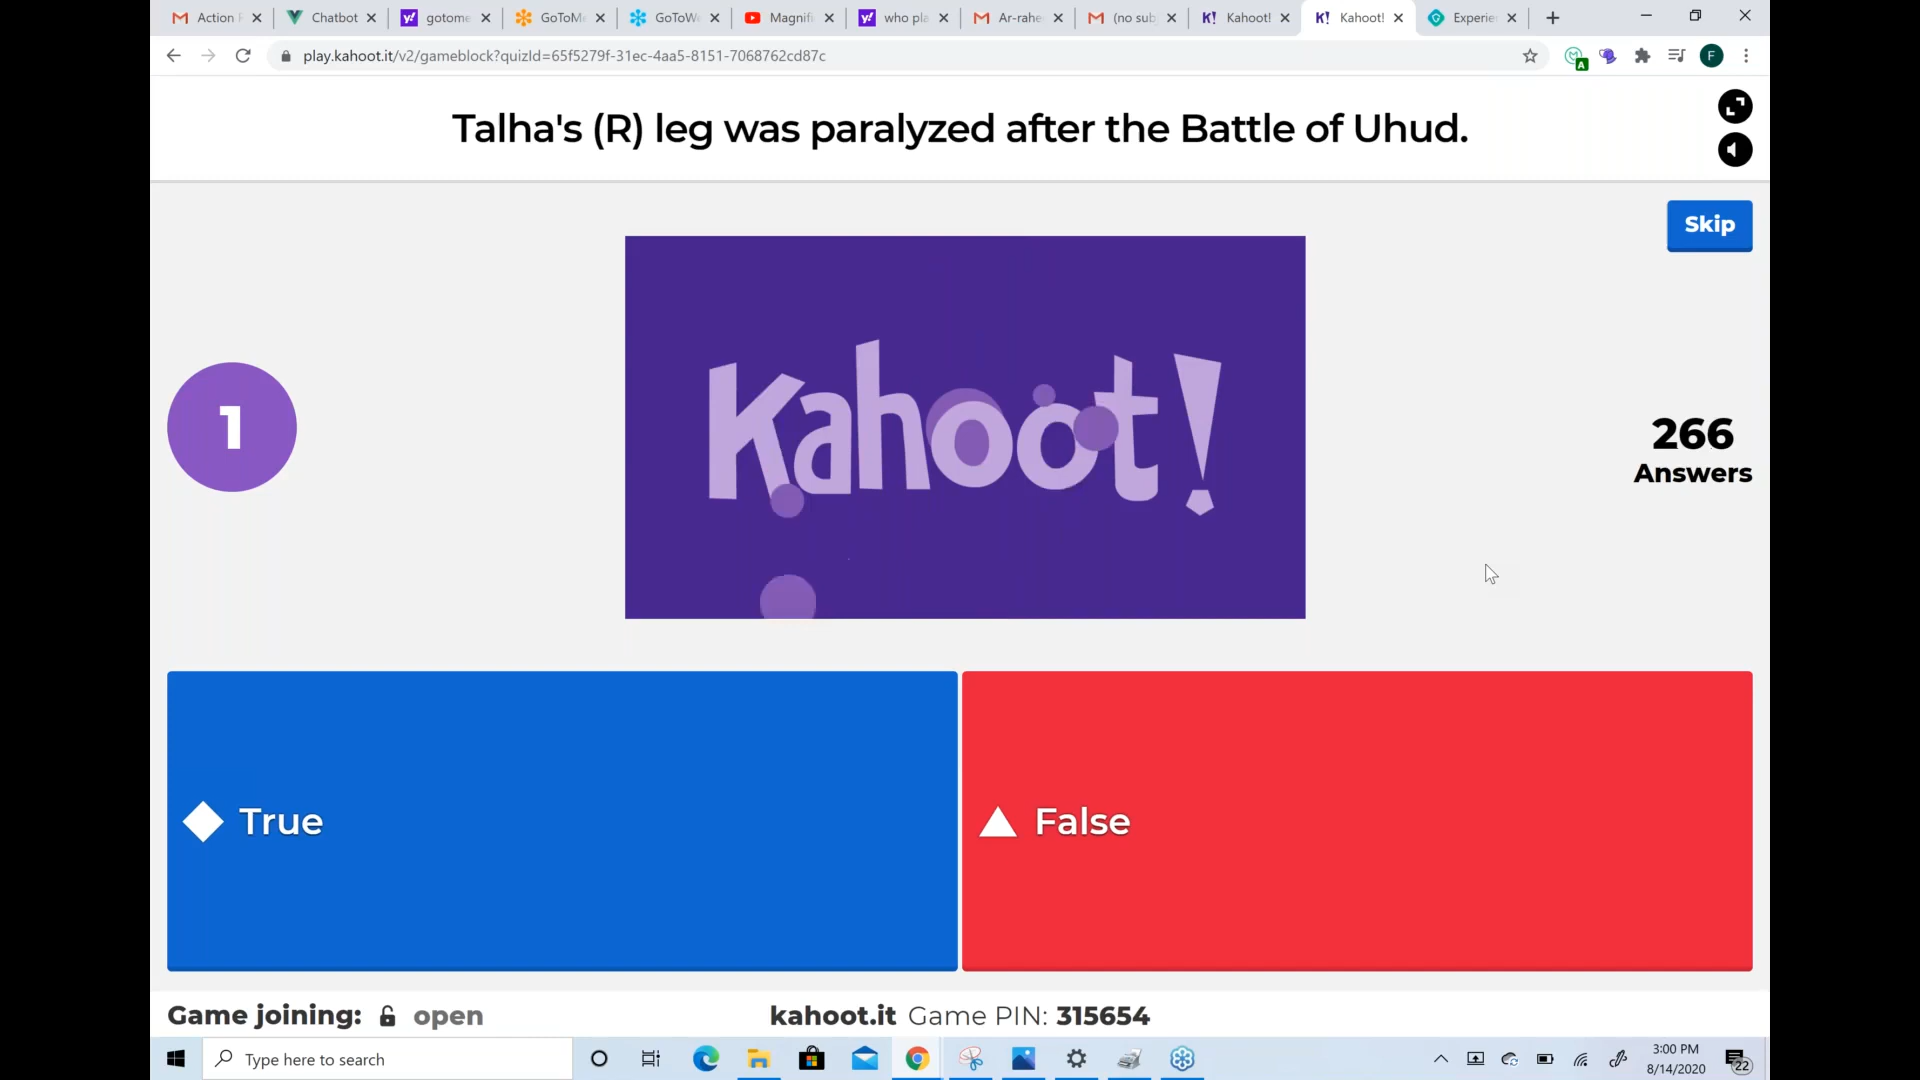 Action
Chatbot
gotome
GoToMe
GoToWe
Magnifi
who pla
Ar-rahe
(no sub
Kahoot!
Kahoot!
Experie
play.kahoot.it/v2/gameblock?quizId=65f5279f-31ec-4aa5-8151-7068762cd87c
A
F
Talha's (R) leg was paralyzed after the Battle of Uhud.
Skip
Kahoot!
1
266
Answers
True
False
Game joining: open
kahoot.it Game PIN: 315654
Type here to search
3:00 PM
8/14/2020
22